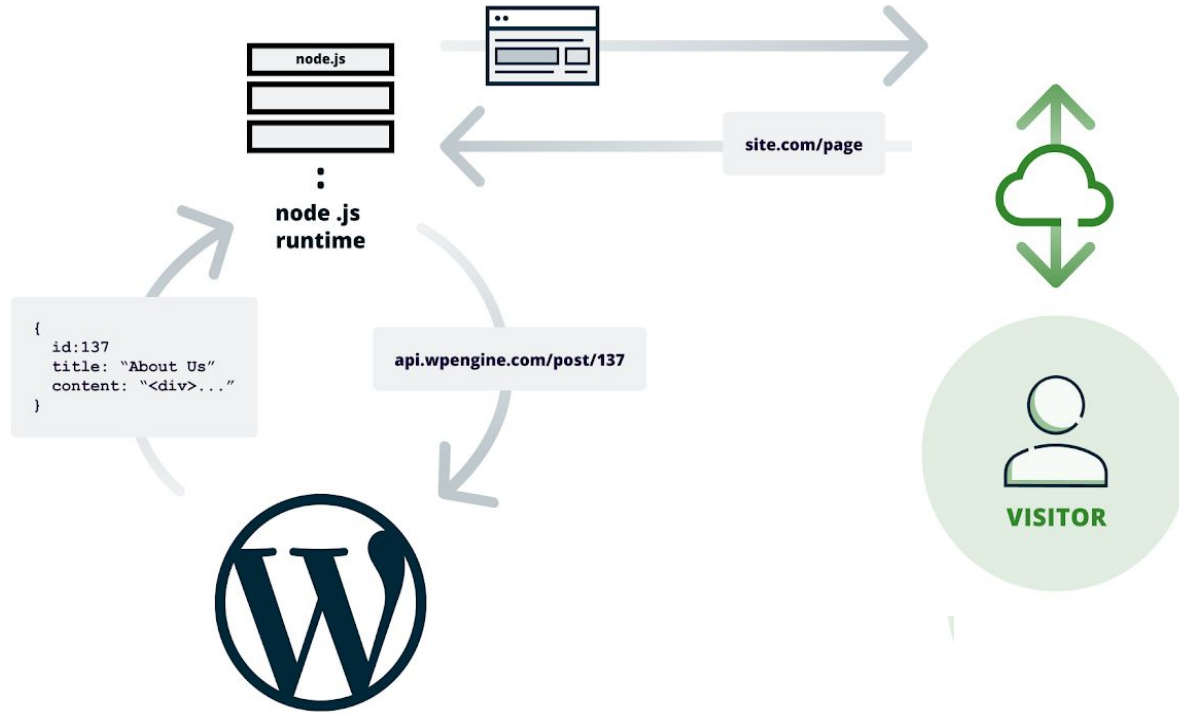 node.js
site.com/page
:
node .js
runtime
{
id:137
title: “About Us”
content: “<div>...”
}
api.wpengine.com/post/137
VISITOR